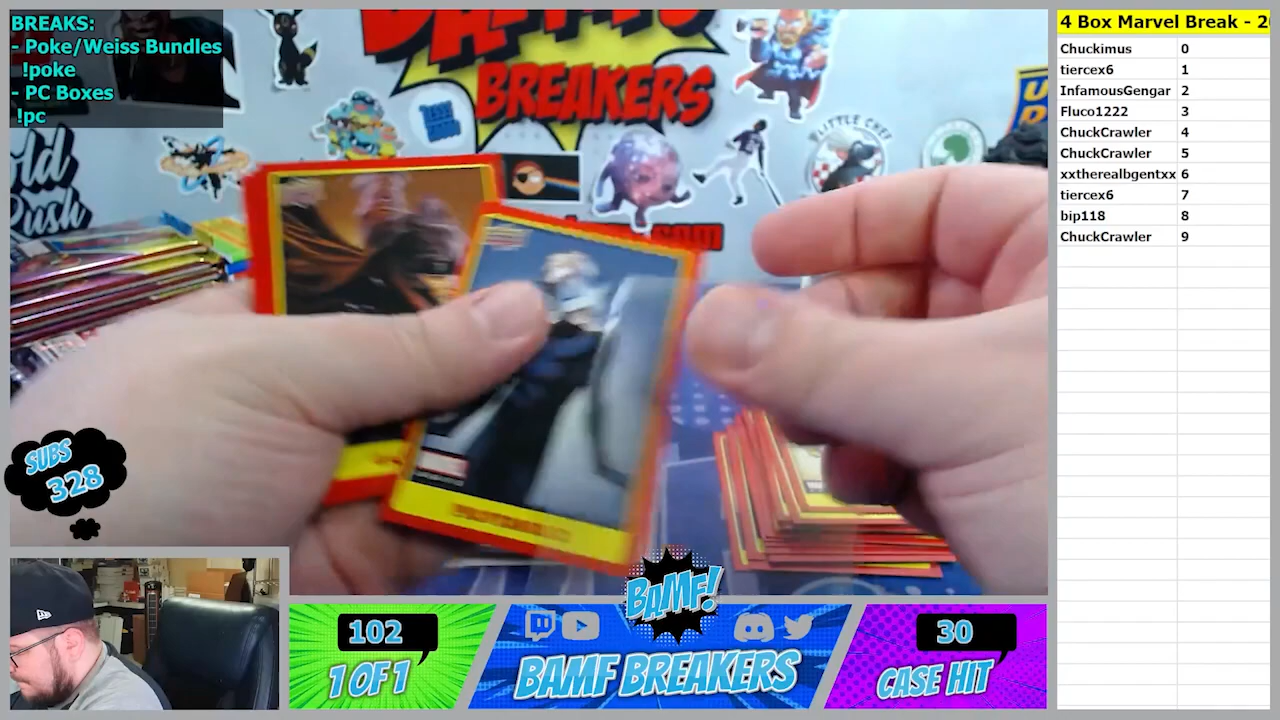 BREAKS:
- Poke/Weiss Bundles
!poke
- PC Boxes
!pc
BREAKERS
LITTLE CHEF
SUBS
328
BAMF!
102
1 OF 1
BAMF BREAKERS
30
CASE HIT
4 Box Marvel Break - 20
Chuckimus 0
tiercex6 1
InfamousGengar 2
Fluco1222 3
ChuckCrawler 4
ChuckCrawler 5
xxtherealbgentxx 6
tiercex6 7
bip118 8
ChuckCrawler 9